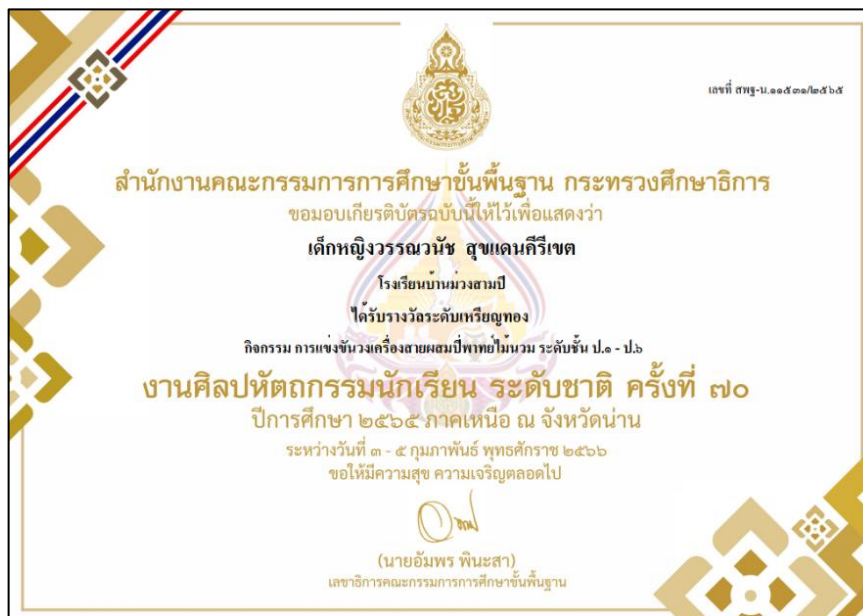 เลขที่ สพฐ-น.๑๑๕๓๑/๒๕๖๕
สำนักงานคณะกรรมการการศึกษาขั้นพื้นฐาน กระทรวงศึกษาธิการ
ขอมอบเกียรติบัตรฉบับนี้ให้ไว้เพื่อแสดงว่า
เด็กหญิงวรรณวนัช สุขแดนคีรีเขต
โรงเรียนบ้านม่วงสามปี
ได้รับรางวัลระดับเหรียญทอง
กิจกรรม การแข่งขันวงเครื่องสายผสมปี่พาทย์ไม้นวม ระดับชั้น ป.๑ - ป.๖
งานศิลปหัตถกรรมนักเรียน ระดับชาติ ครั้งที่ ๗๐
ปีการศึกษา ๒๕๖๕ ภาคเหนือ ณ จังหวัดน่าน
ระหว่างวันที่ ๓ - ๕ กุมภาพันธ์ พุทธศักราช ๒๕๖๖
ขอให้มีความสุข ความเจริญตลอดไป
(นายอัมพร พินะสา)
เลขาธิการคณะกรรมการการศึกษาขั้นพื้นฐาน